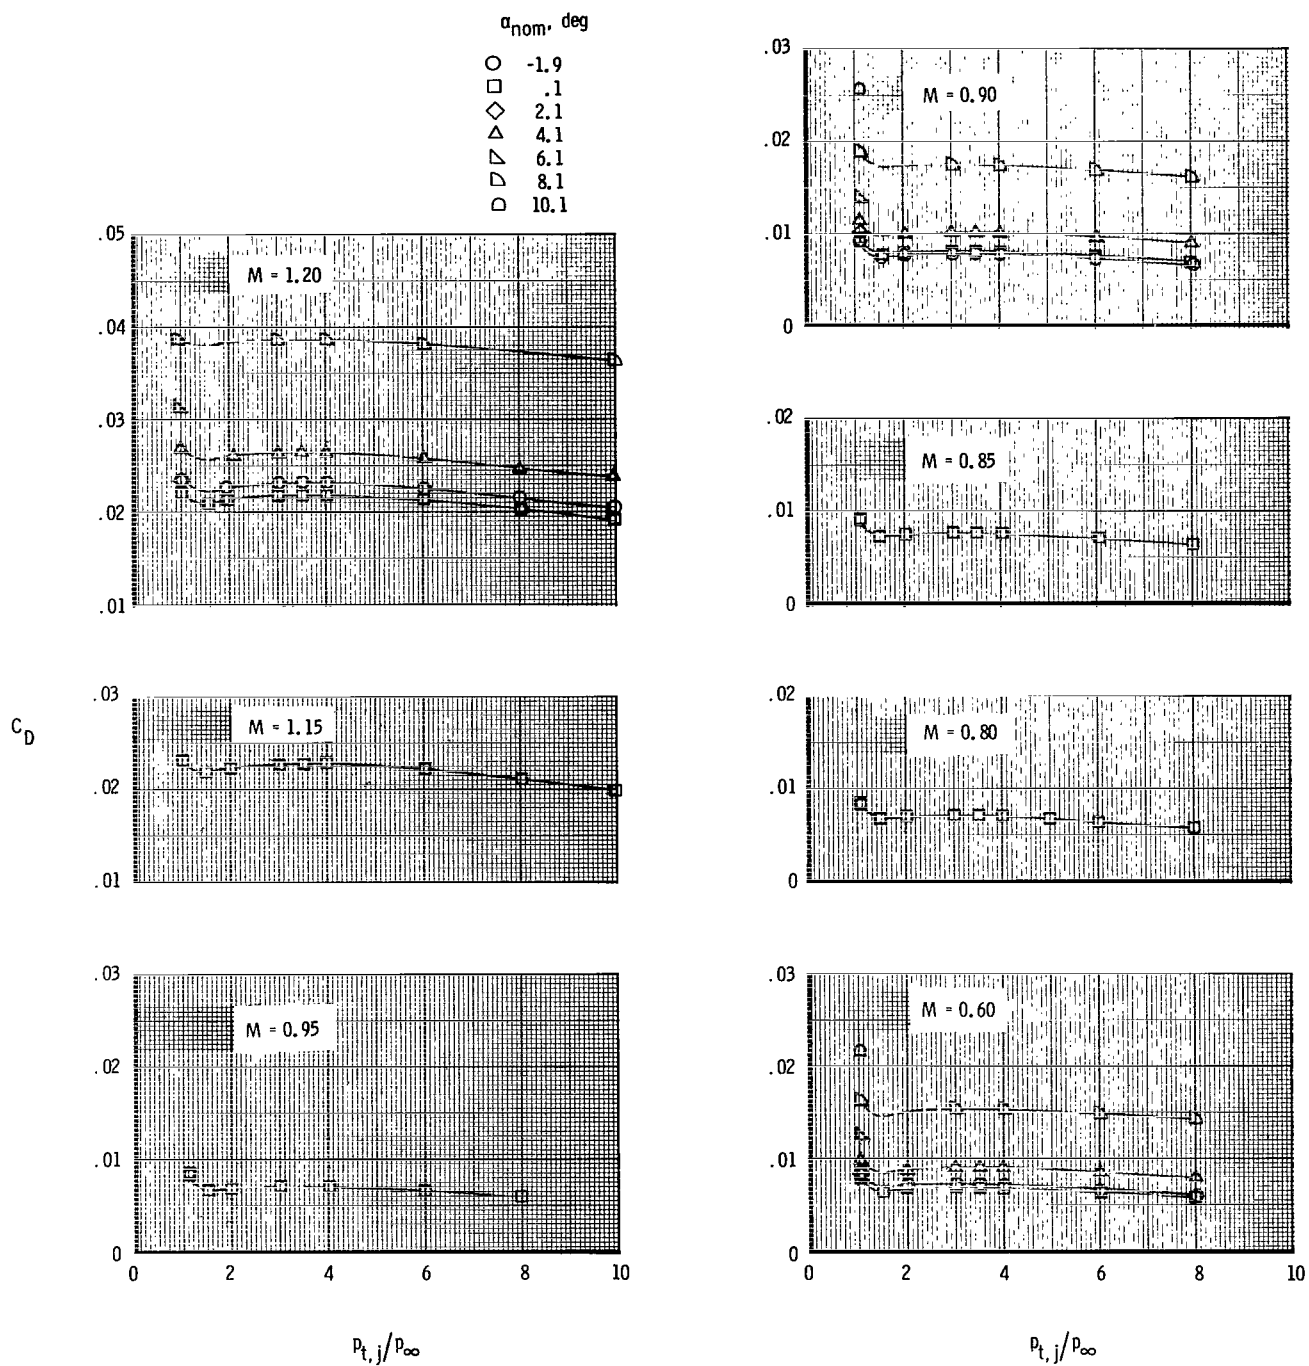 α_nom, deg
-1.9
.1
2.1
4.1
6.1
8.1
10.1
.05
.04
.03
.02
.01
M = 1.20
.03
.02
.01
M = 1.15
C_D
.03
.02
.01
0
M = 0.95
0 2 4 6 8 10
p_t,j/p_∞
.03
.02
.01
0
M = 0.90
.02
.01
0
M = 0.85
.02
.01
0
M = 0.80
.03
.02
.01
0
M = 0.60
0 2 4 6 8 10
p_t,j/p_∞